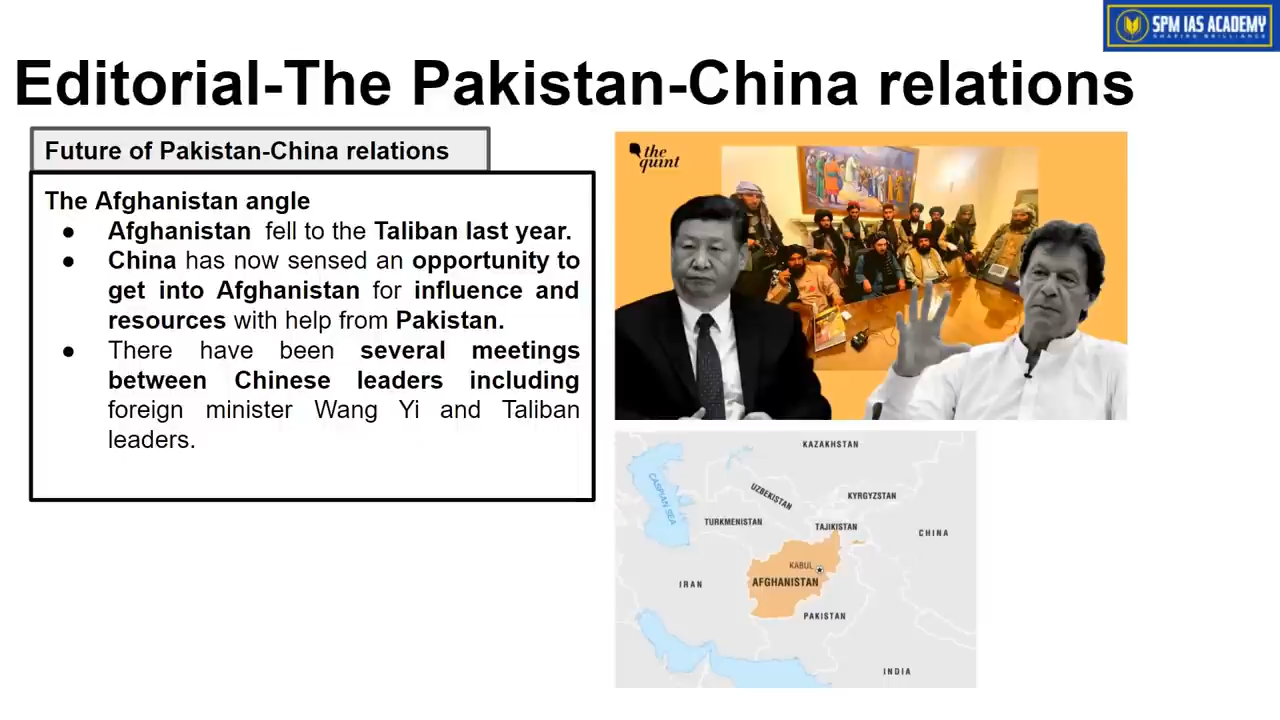 SPM IAS ACADEMY
SHAPING BRILLIANCE
Editorial-The Pakistan-China relations
Future of Pakistan-China relations
The Afghanistan angle
● Afghanistan fell to the Taliban last year.
● China has now sensed an opportunity to
get into Afghanistan for influence and
resources with help from Pakistan.
● There have been several meetings
between Chinese leaders including
foreign minister Wang Yi and Taliban
leaders.
the
quint
KAZAKHSTAN
CASPIAN SEA
UZBEKISTAN
KYRGYZSTAN
TURKMENISTAN
TAJIKISTAN
CHINA
KABUL
IRAN
AFGHANISTAN
PAKISTAN
INDIA